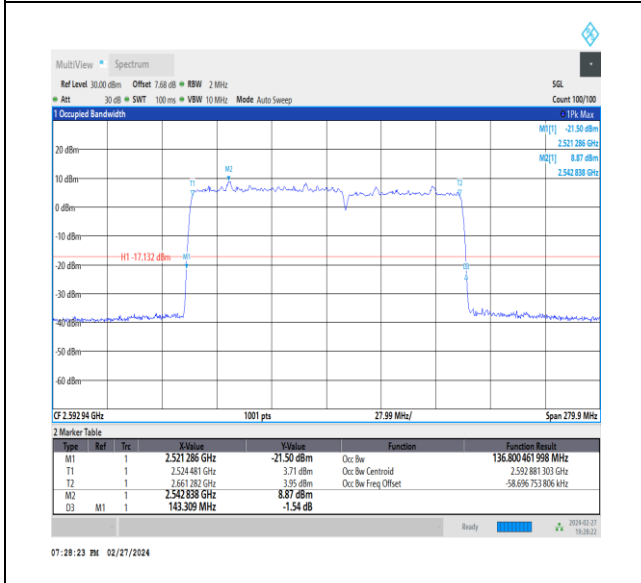 MultiView Spectrum
Ref Level 30.00 dBm Offset 7.68 dB RBW 2 MHz SGL
Att 30 dB SWT 100 ms VBW 10 MHz Mode Auto Sweep Count 100/100
1 Occupied Bandwidth 1Pk Max
M1[1] -21.50 dBm
2.521 286 GHz
20 dBm
M2[1] 8.87 dBm
2.542 838 GHz
M2
10 dBm
T1 T2
0 dBm
-10 dBm
H1 -17.132 dBm M1
-20 dBm
-30 dBm
-40 dBm
-50 dBm
-60 dBm
CF 2.592 94 GHz 1001 pts 27.99 MHz/ Span 279.9 MHz
2 Marker Table
Type Ref Trc X-Value Y-Value Function Function Result
M1 1 2.521 286 GHz -21.50 dBm Occ Bw 136.800 461 998 MHz
T1 1 2.524 481 GHz 3.71 dBm Occ Bw Centroid 2.592 881 303 GHz
T2 1 2.661 282 GHz 3.95 dBm Occ Bw Freq Offset -58.696 753 806 kHz
M2 1 2.542 838 GHz 8.87 dBm
D3 M1 1 143.309 MHz -1.54 dB
Ready 2024-02-27
19:28:22
07:28:23 PM 02/27/2024